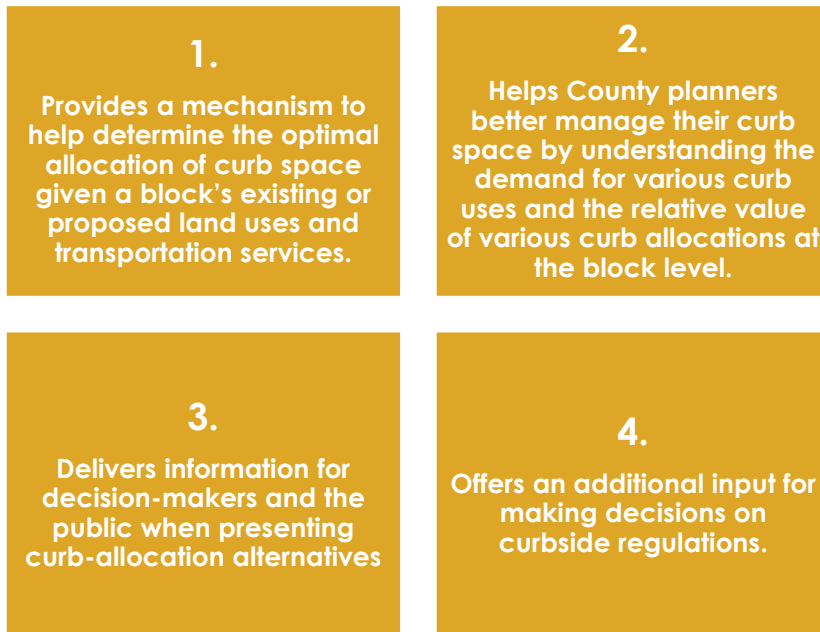 1.
Provides a mechanism to
help determine the optimal
allocation of curb space
given a block’s existing or
proposed land uses and
transportation services.
2.
Helps County planners
better manage their curb
space by understanding the
demand for various curb
uses and the relative value
of various curb allocations at
the block level.
3.
Delivers information for
decision-makers and the
public when presenting
curb-allocation alternatives
4.
Offers an additional input for
making decisions on
curbside regulations.